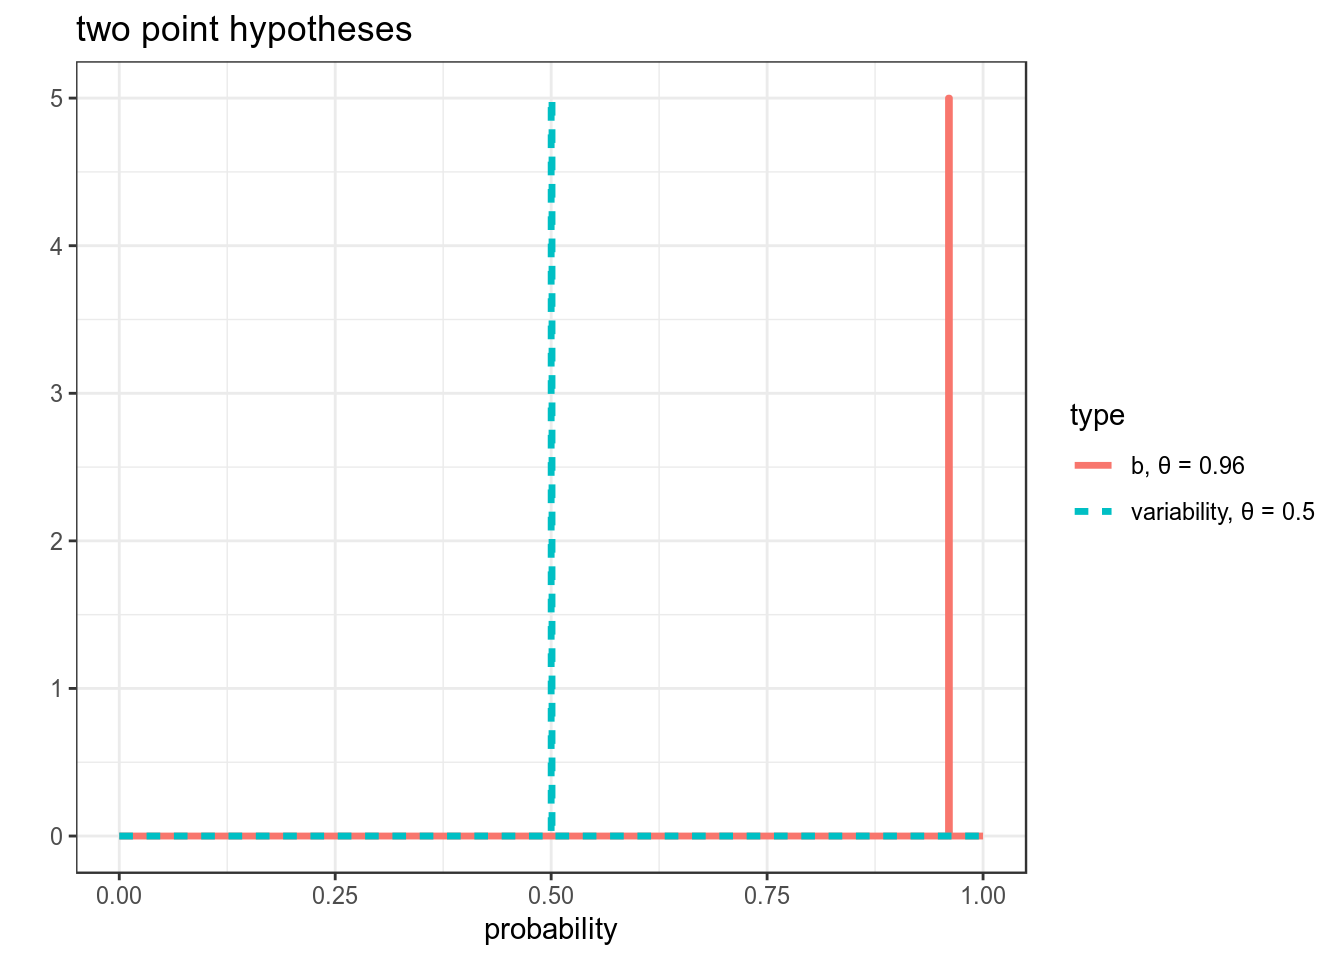 two point hypotheses
5
4
3
2
1
0
0.00 0.25 0.50 0.75 1.00
probability
type
b, θ = 0.96
variability, θ = 0.5